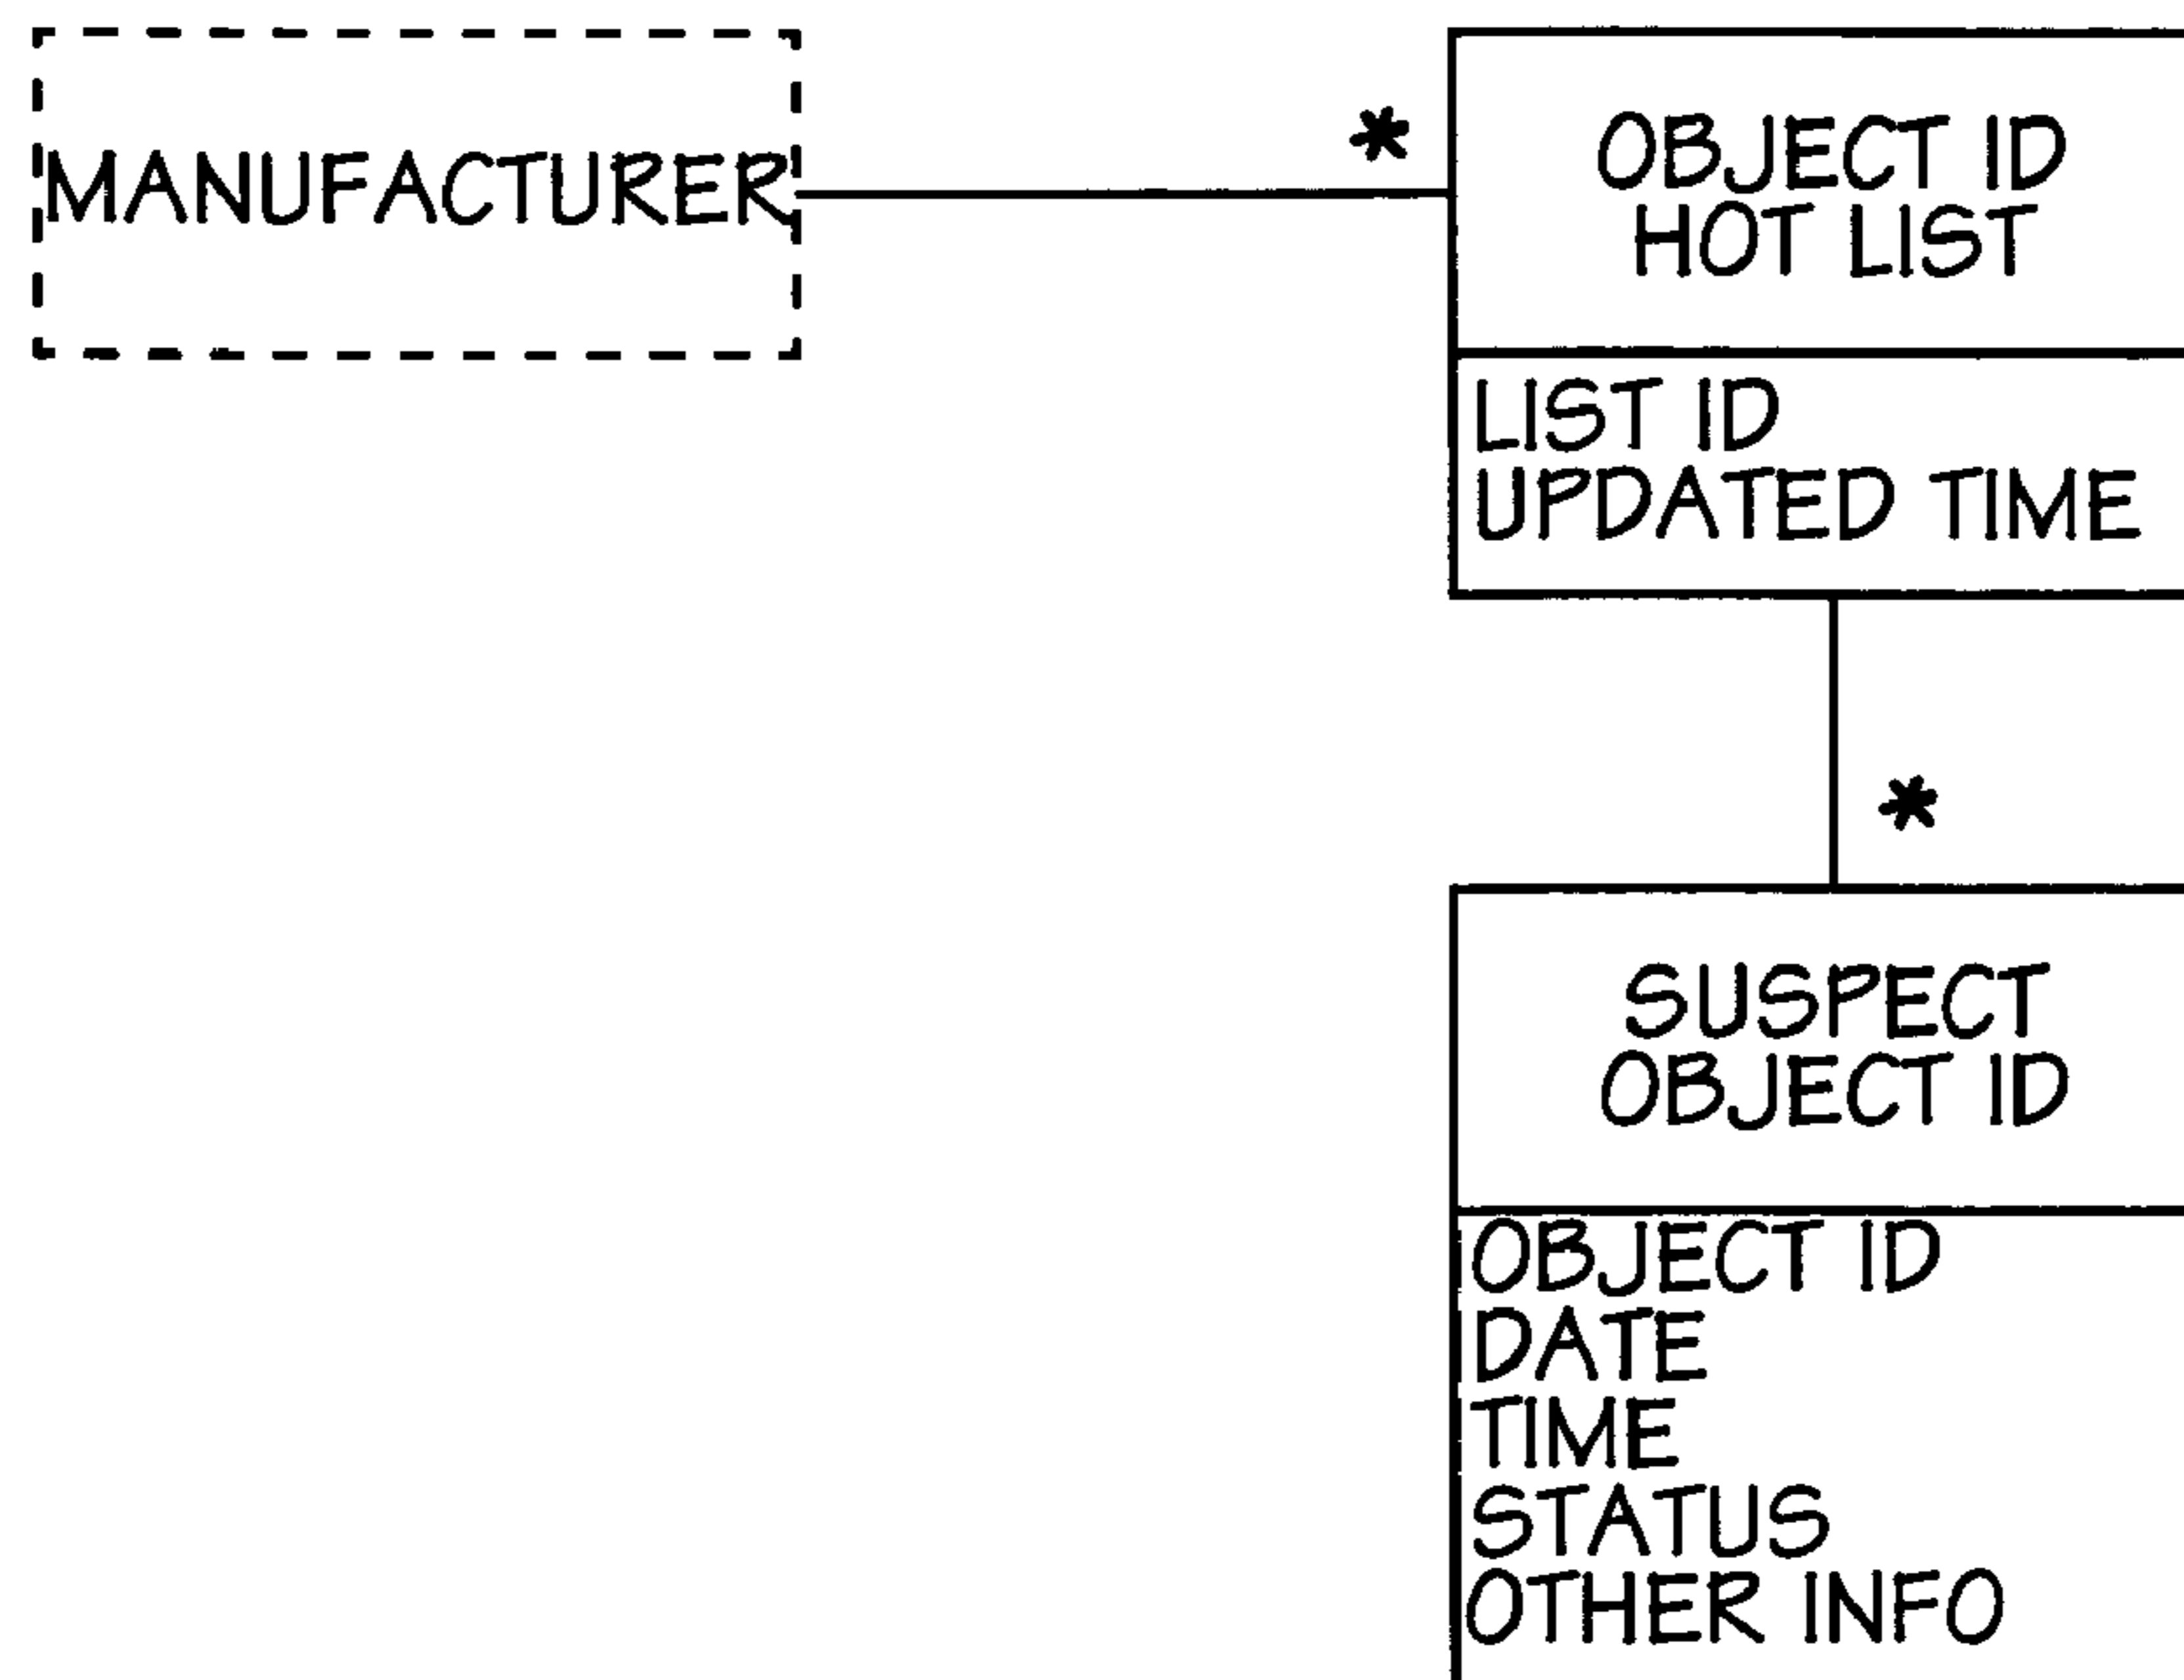 MANUFACTURER
*
OBJECT ID
HOT LIST
LIST ID
UPDATED TIME
*
SUSPECT
OBJECT ID
OBJECT ID
DATE
TIME
STATUS
OTHER INFO